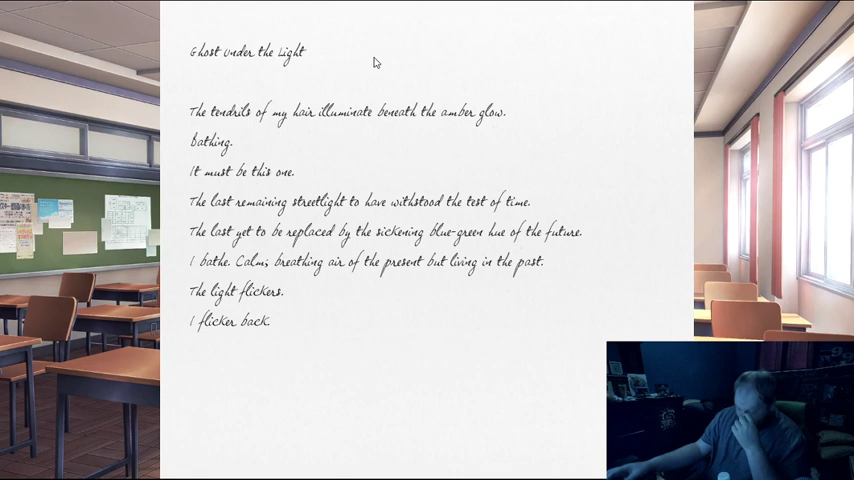 Ghost Under the Light
The tendrils of my hair illuminate beneath the amber glow.
Bathing.
It must be this one.
The last remaining streetlight to have withstood the test of time.
The last yet to be replaced by the sickening blue-green hue of the future.
I bathe. Calm; breathing air of the present but living in the past.
The light flickers.
I flicker back.